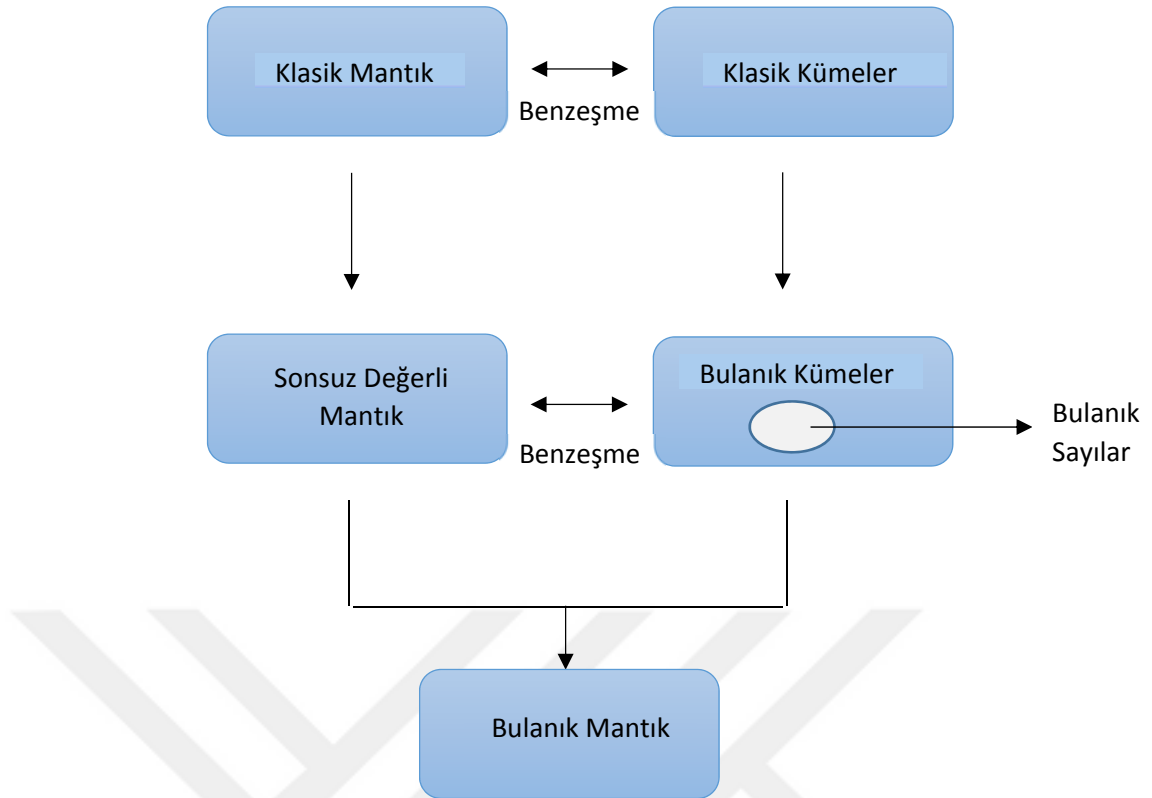 Klasik Mantık
Klasik Kümeler
Benzeşme
Sonsuz Değerli
Mantık
Bulanık Kümeler
Benzeşme
Bulanık
Sayılar
Bulanık Mantık